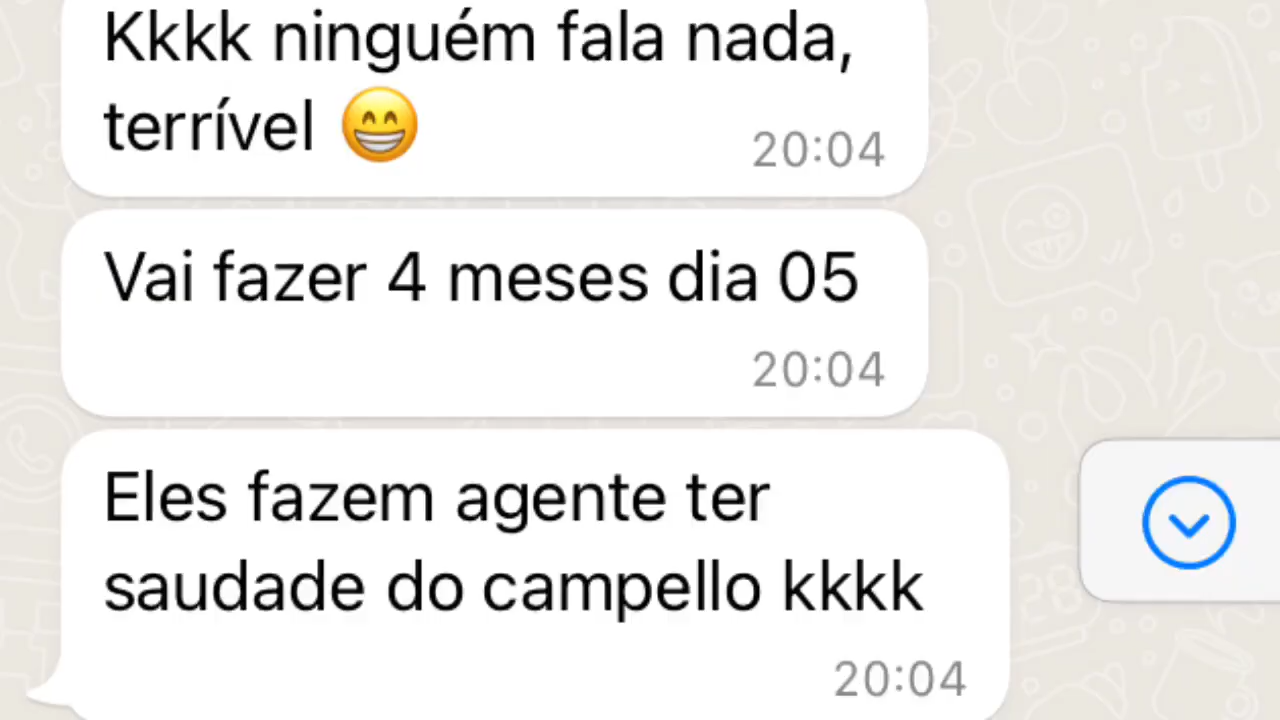 Kkkk ninguém fala nada,
terrível 😁
20:04
Vai fazer 4 meses dia 05
20:04
Eles fazem agente ter
saudade do campello kkkk
20:04